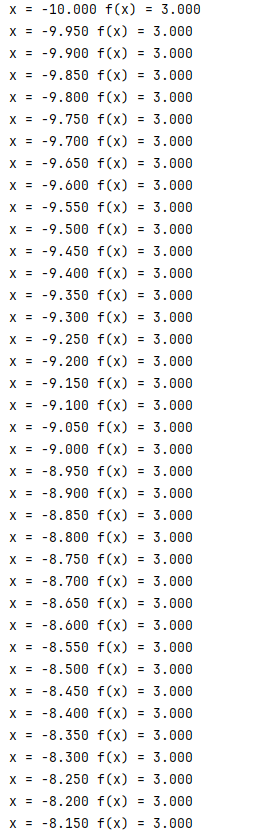 x = -10.000 f(x) = 3.000
x = -9.950 f(x) = 3.000
x = -9.900 f(x) = 3.000
x = -9.850 f(x) = 3.000
x = -9.800 f(x) = 3.000
x = -9.750 f(x) = 3.000
x = -9.700 f(x) = 3.000
x = -9.650 f(x) = 3.000
x = -9.600 f(x) = 3.000
x = -9.550 f(x) = 3.000
x = -9.500 f(x) = 3.000
x = -9.450 f(x) = 3.000
x = -9.400 f(x) = 3.000
x = -9.350 f(x) = 3.000
x = -9.300 f(x) = 3.000
x = -9.250 f(x) = 3.000
x = -9.200 f(x) = 3.000
x = -9.150 f(x) = 3.000
x = -9.100 f(x) = 3.000
x = -9.050 f(x) = 3.000
x = -9.000 f(x) = 3.000
x = -8.950 f(x) = 3.000
x = -8.900 f(x) = 3.000
x = -8.850 f(x) = 3.000
x = -8.800 f(x) = 3.000
x = -8.750 f(x) = 3.000
x = -8.700 f(x) = 3.000
x = -8.650 f(x) = 3.000
x = -8.600 f(x) = 3.000
x = -8.550 f(x) = 3.000
x = -8.500 f(x) = 3.000
x = -8.450 f(x) = 3.000
x = -8.400 f(x) = 3.000
x = -8.350 f(x) = 3.000
x = -8.300 f(x) = 3.000
x = -8.250 f(x) = 3.000
x = -8.200 f(x) = 3.000
x = -8.150 f(x) = 3.000